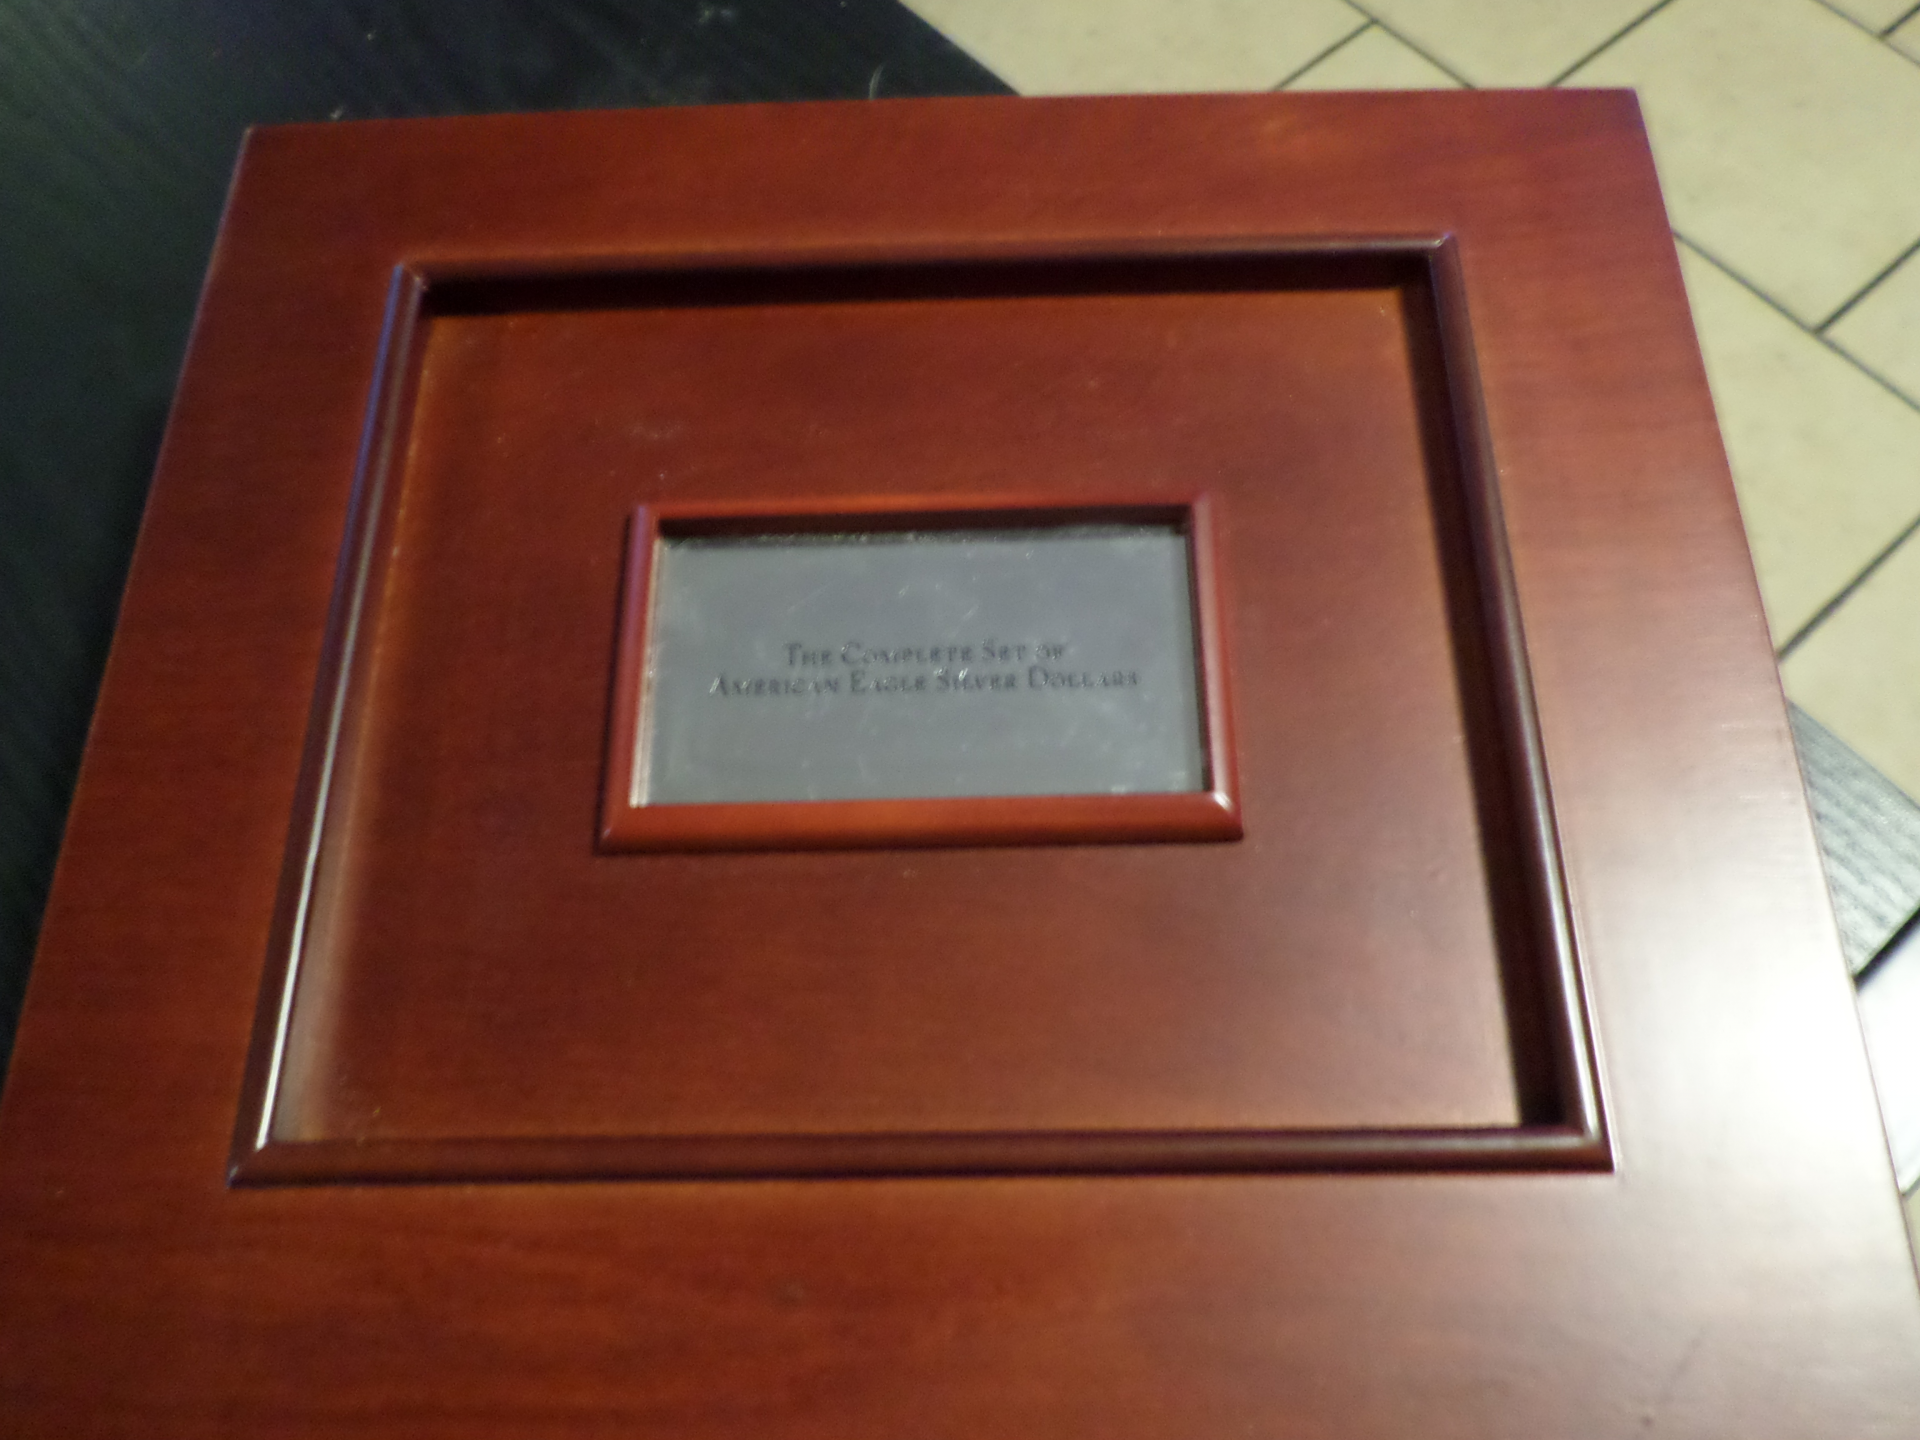 The Complete Set of
American Eagle Silver Dollars